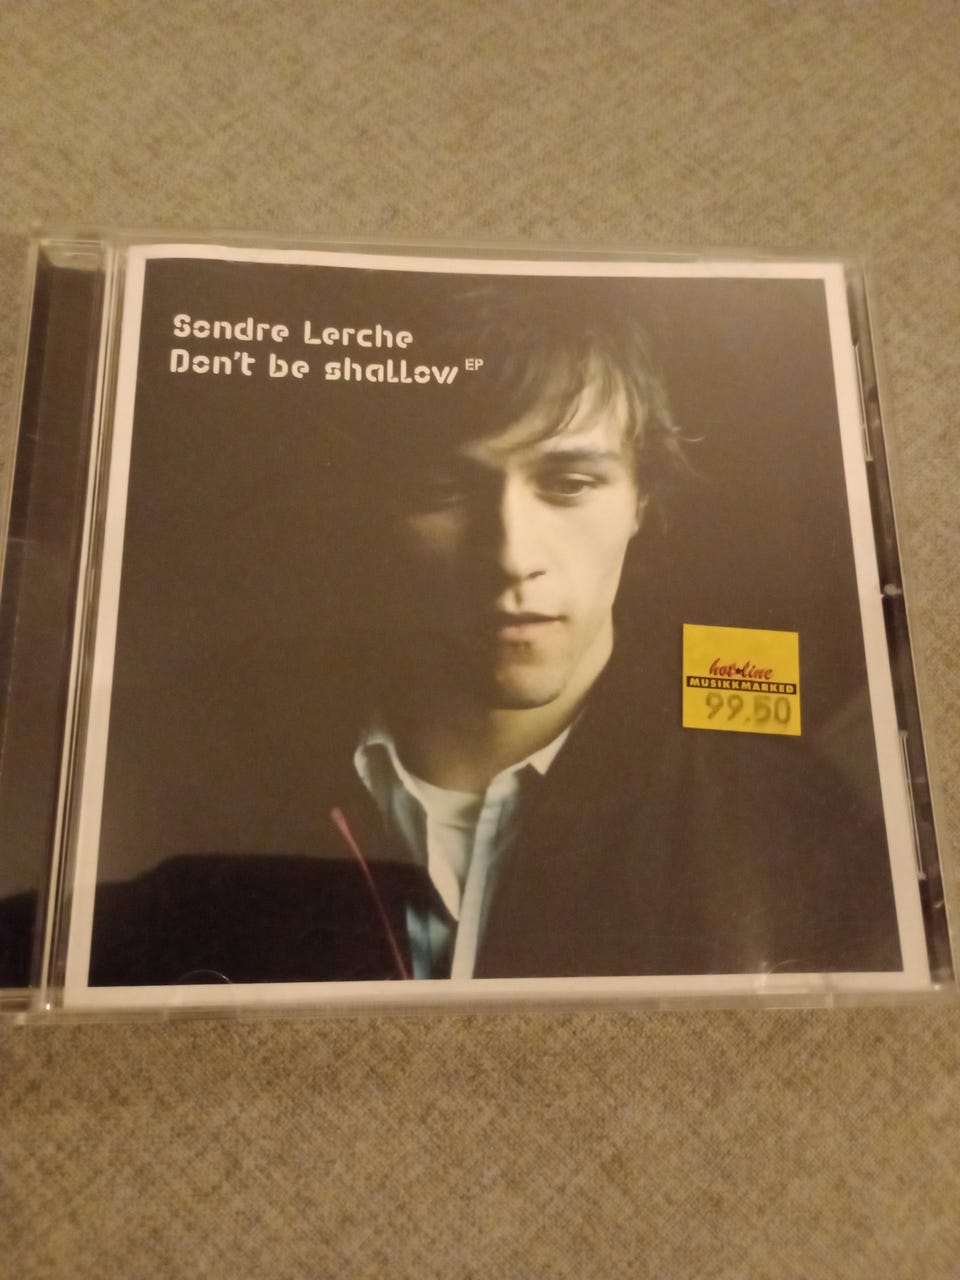 Sondre Lerche
Don't be shallow EP
hot★line
MUSIKKMARKED
99.50